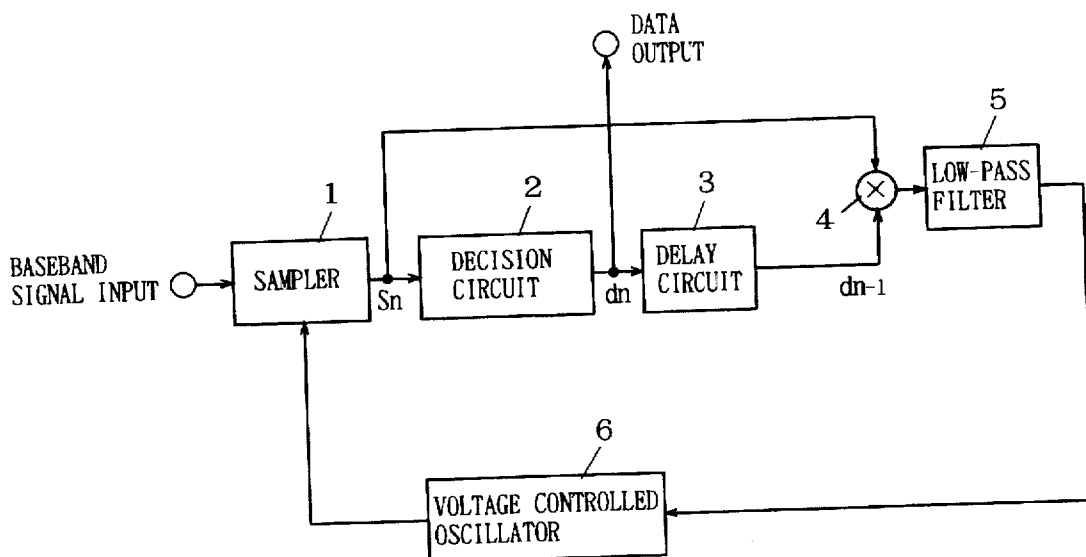 DATA
OUTPUT
5
1
2
3
4
LOW-PASS
FILTER
BASEBAND
SIGNAL INPUT
SAMPLER
DECISION
CIRCUIT
DELAY
CIRCUIT
Sn
dn
dn-1
6
VOLTAGE CONTROLLED
OSCILLATOR